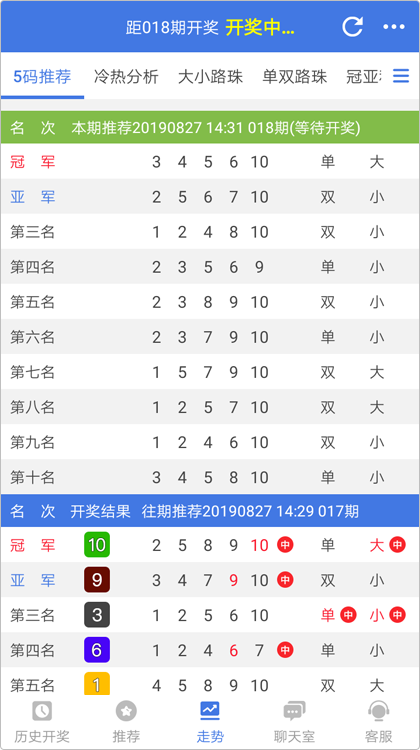 距018期开奖 开奖中...
5码推荐 冷热分析 大小路珠 单双路珠 冠亚
名 次 本期推荐20190827 14:31 018期(等待开奖)
冠 军 3 4 5 6 10 单 大
亚 军 2 5 6 7 10 双 小
第三名 1 2 4 8 10 双 小
第四名 2 3 5 6 9 单 小
第五名 2 3 8 9 10 双 小
第六名 2 3 7 9 10 单 小
第七名 1 5 7 9 10 双 大
第八名 1 2 5 7 10 双 大
第九名 1 2 4 6 10 双 小
第十名 3 4 5 8 10 单 小
名 次 开奖结果 往期推荐20190827 14:29 017期
冠 军 10 2 5 8 9 10 中 单 大 中
亚 军 9 3 4 7 9 10 中 双 小
第三名 3 1 2 5 6 10 单 中 小 中
第四名 6 1 2 4 6 7 中 单 小
第五名 1 4 5 8 9 10 双 大
历史开奖 推荐 走势 聊天室 客服